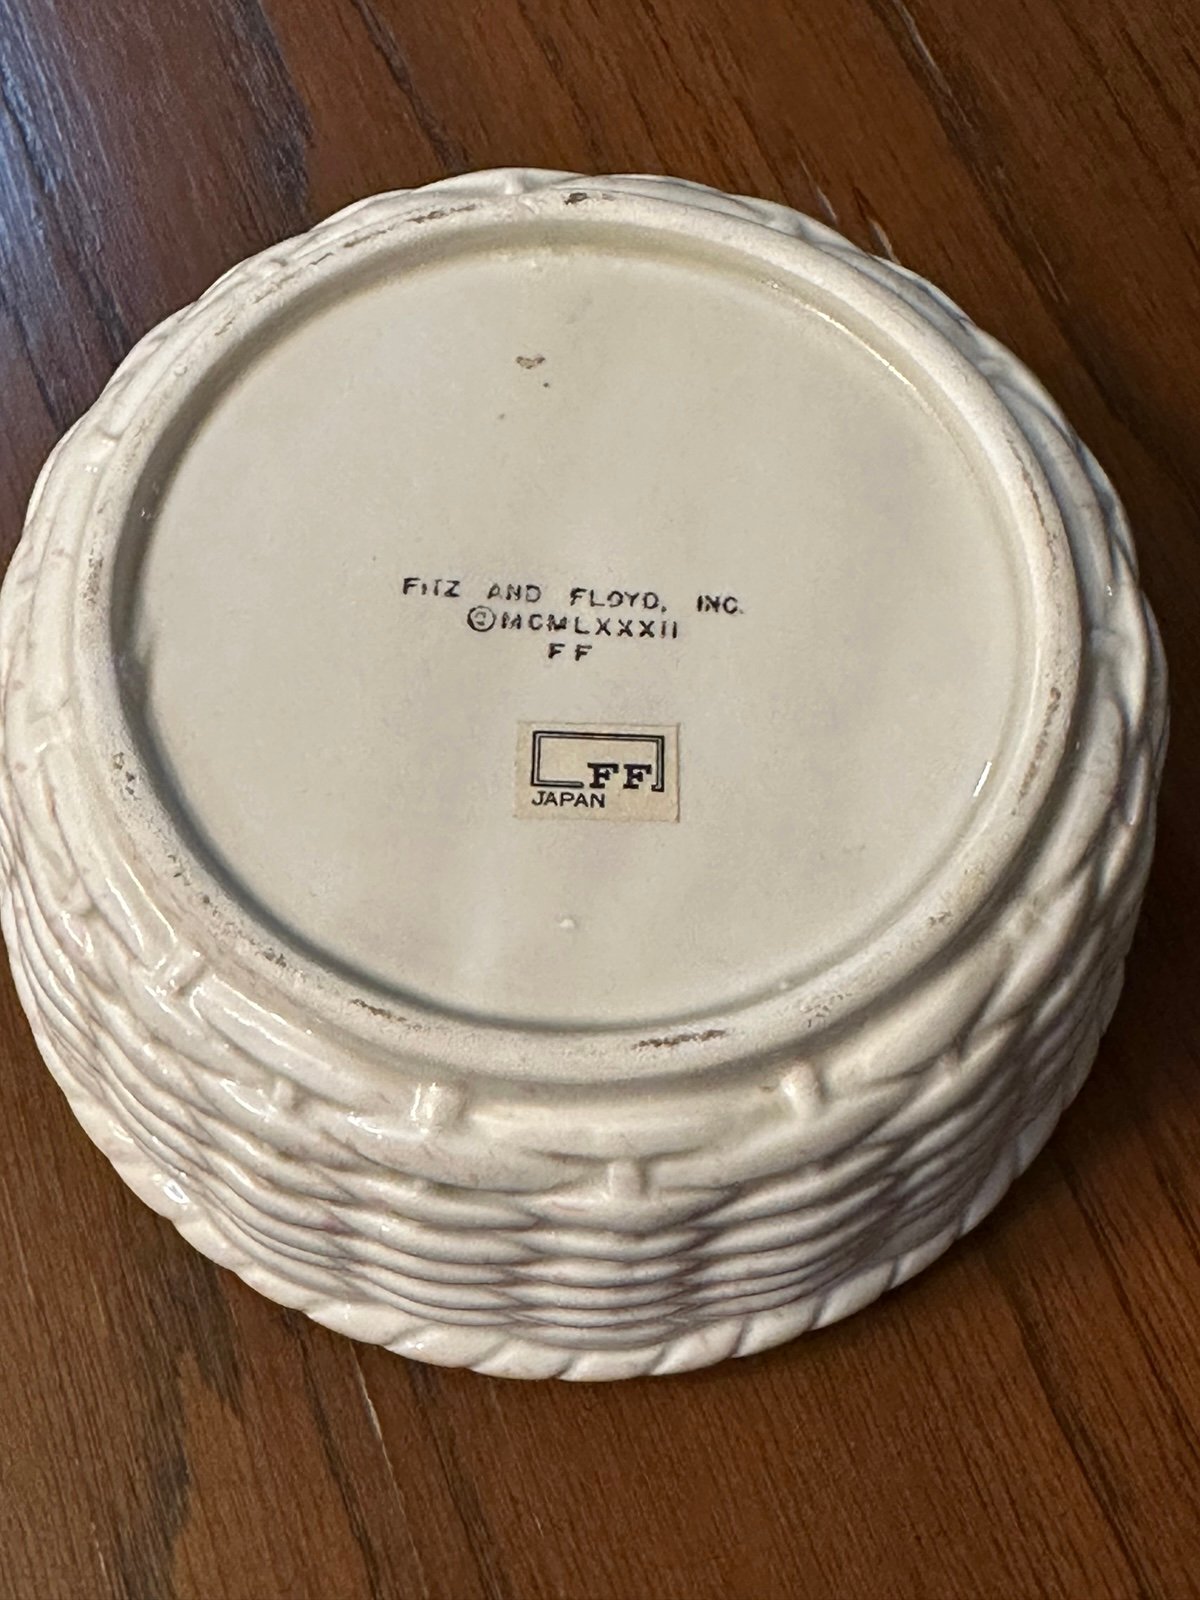 FITZ AND FLOYD, INC.
©MCMLXXXII
FF
FF
JAPAN